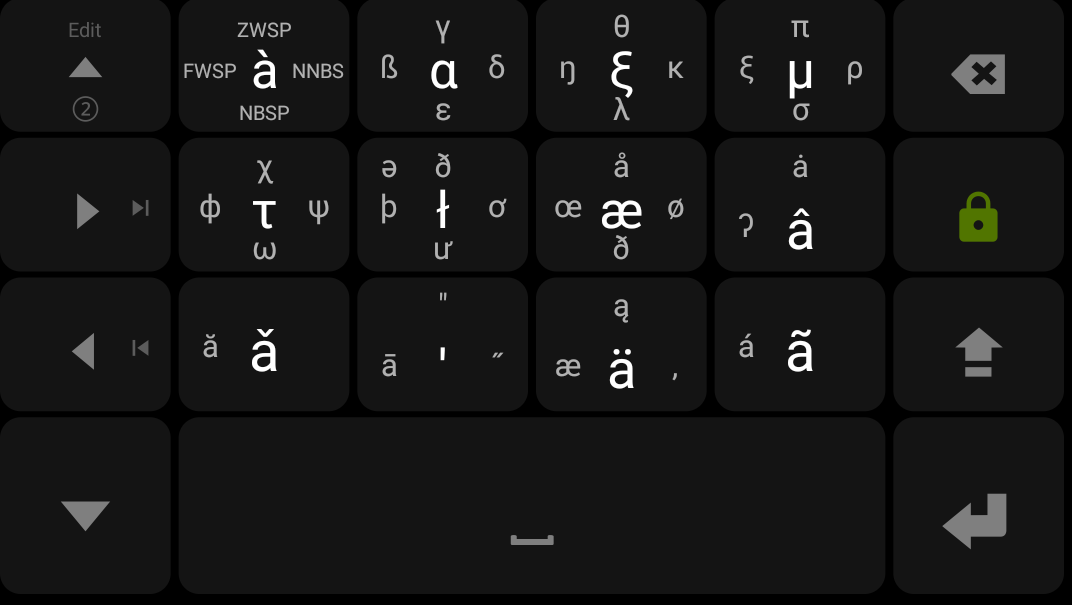 Edit ZWSP γ θ π
FWSP à NNBS ß α δ ŋ ξ κ ξ μ ρ
② NBSP ε λ σ
χ ə ð å ȧ
φ τ ψ þ ł ơ œ æ ø ʔ â
ω ư ð
" ą
ă ǎ ā ' ˝ æ ä , á ã